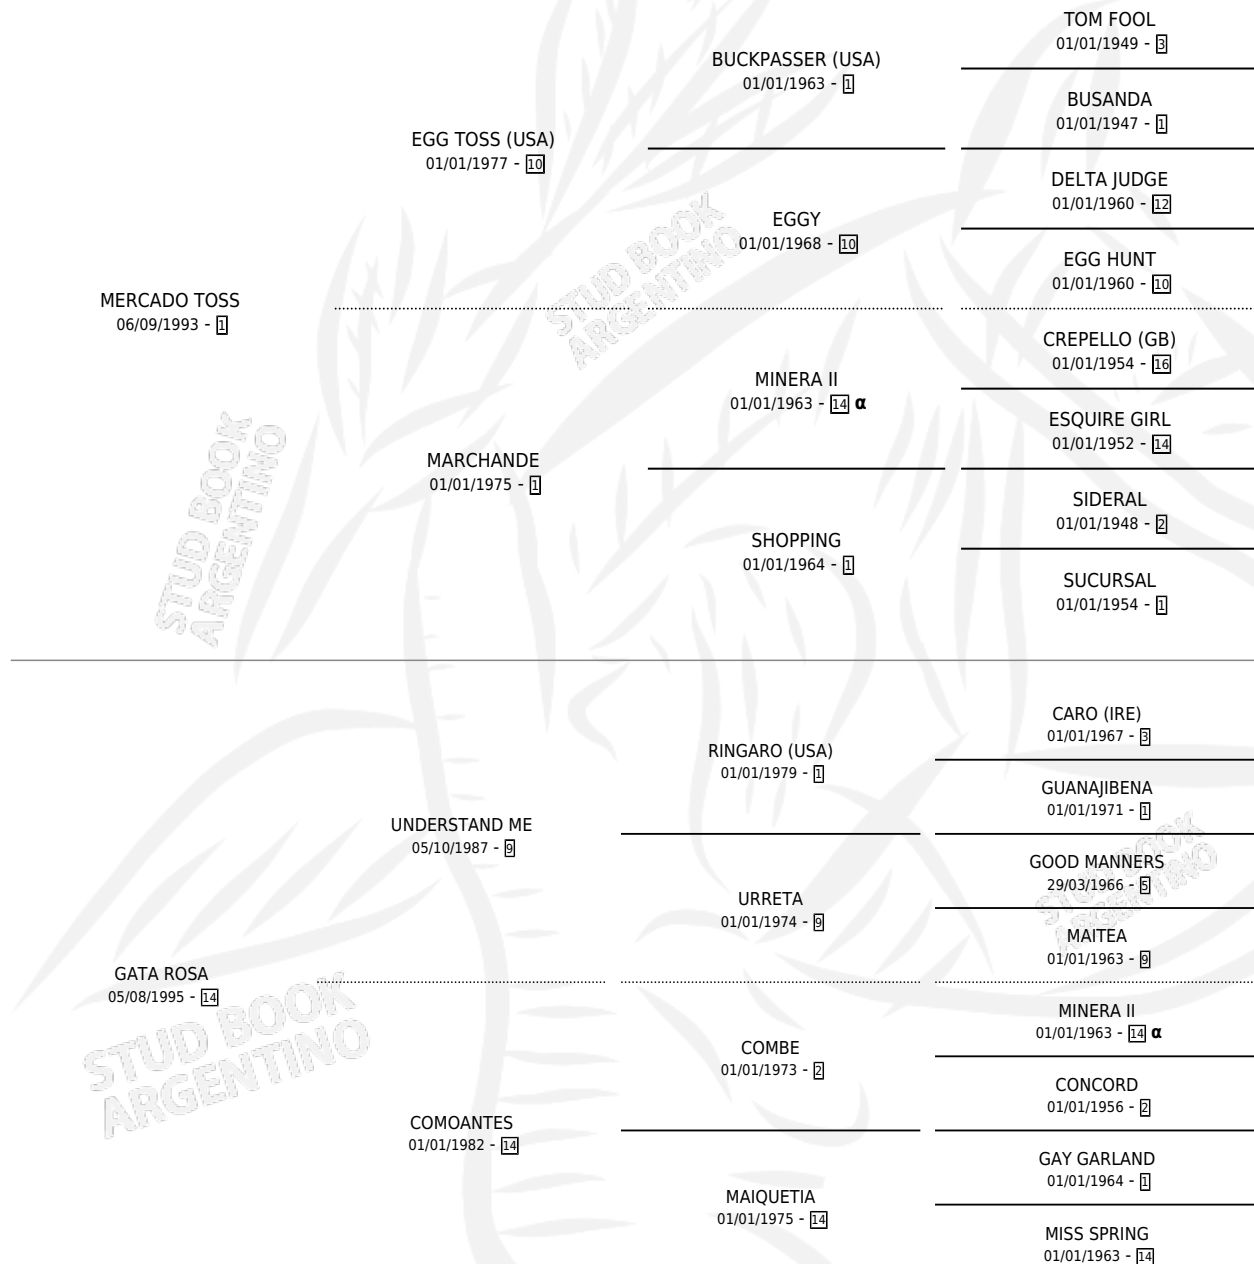 TOM FOOL
01/01/1949 - 3
BUCKPASSER (USA)
01/01/1963 - 1
BUSANDA
01/01/1947 - 1
EGG TOSS (USA)
01/01/1977 - 10
DELTA JUDGE
01/01/1960 - 12
EGGY
01/01/1968 - 10
EGG HUNT
01/01/1960 - 10
MERCADO TOSS
06/09/1993 - 1
CREPELLO (GB)
01/01/1954 - 16
MINERA II
01/01/1963 - 14 α
ESQUIRE GIRL
01/01/1952 - 14
MARCHANDE
01/01/1975 - 1
SIDERAL
01/01/1948 - 2
SHOPPING
01/01/1964 - 1
SUCURSAL
01/01/1954 - 1
CARO (IRE)
01/01/1967 - 3
RINGARO (USA)
01/01/1979 - 1
GUANAJIBENA
01/01/1971 - 1
UNDERSTAND ME
05/10/1987 - 9
GOOD MANNERS
29/03/1966 - 5
URRETA
01/01/1974 - 9
MAITEA
01/01/1963 - 9
GATA ROSA
05/08/1995 - 14
MINERA II
01/01/1963 - 14 α
COMBE
01/01/1973 - 2
CONCORD
01/01/1956 - 2
COMOANTES
01/01/1982 - 14
GAY GARLAND
01/01/1964 - 1
MAIQUETIA
01/01/1975 - 14
MISS SPRING
01/01/1963 - 14
STUD BOOK
ARGENTINO
STUD BOOK
ARGENTINO
STUD BOOK
ARGENTINO
STUD BOOK
ARGENTINO